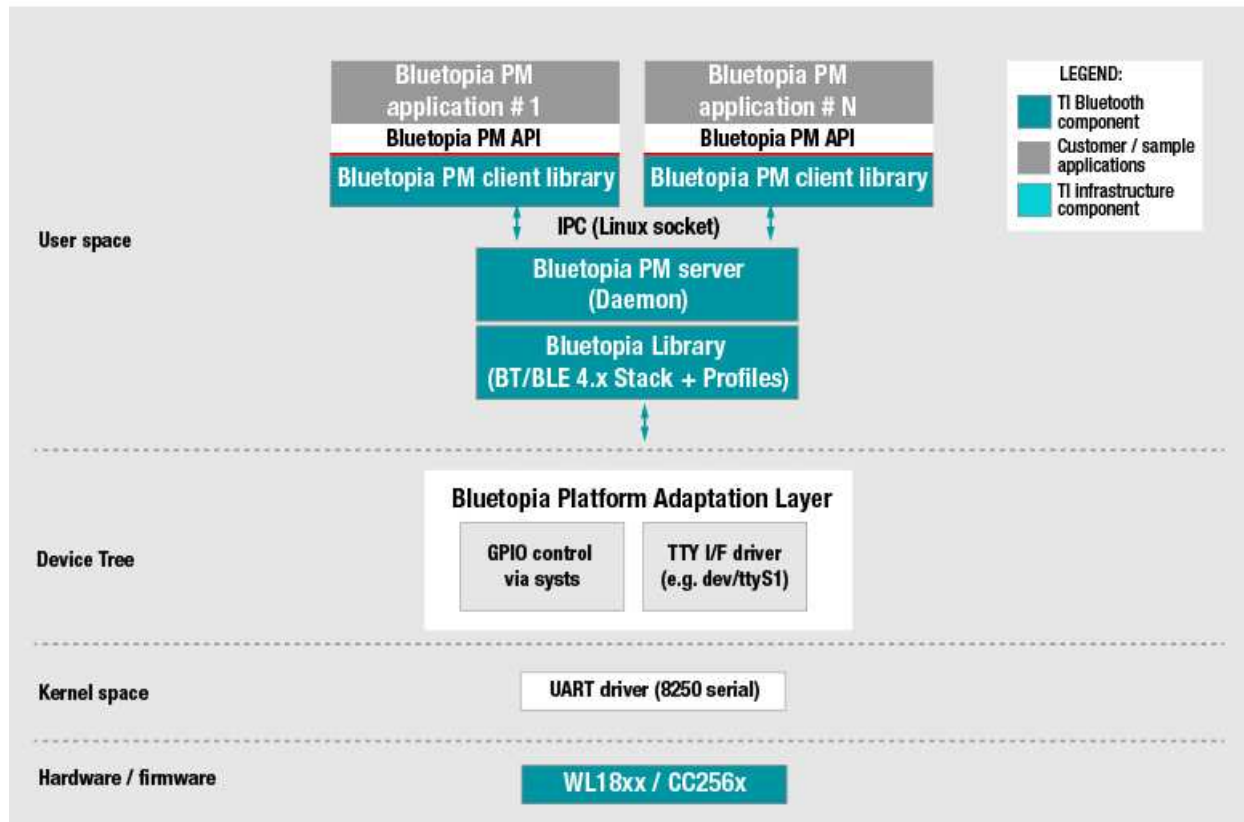 Bluetopia PM
application # 1
Bluetopia PM API
Bluetopia PM client library
Bluetopia PM
application # N
Bluetopia PM API
Bluetopia PM client library
LEGEND:
TI Bluetooth
component
Customer / sample
applications
TI infrastructure
component
User space
IPC (Linux socket)
Bluetopia PM server
(Daemon)
Bluetopia Library
(BT/BLE 4.x Stack + Profiles)
Device Tree
Bluetopia Platform Adaptation Layer
GPIO control
via systs
TTY I/F driver
(e.g. dev/ttyS1)
Kernel space
UART driver (8250 serial)
Hardware / firmware
WL18xx / CC256x